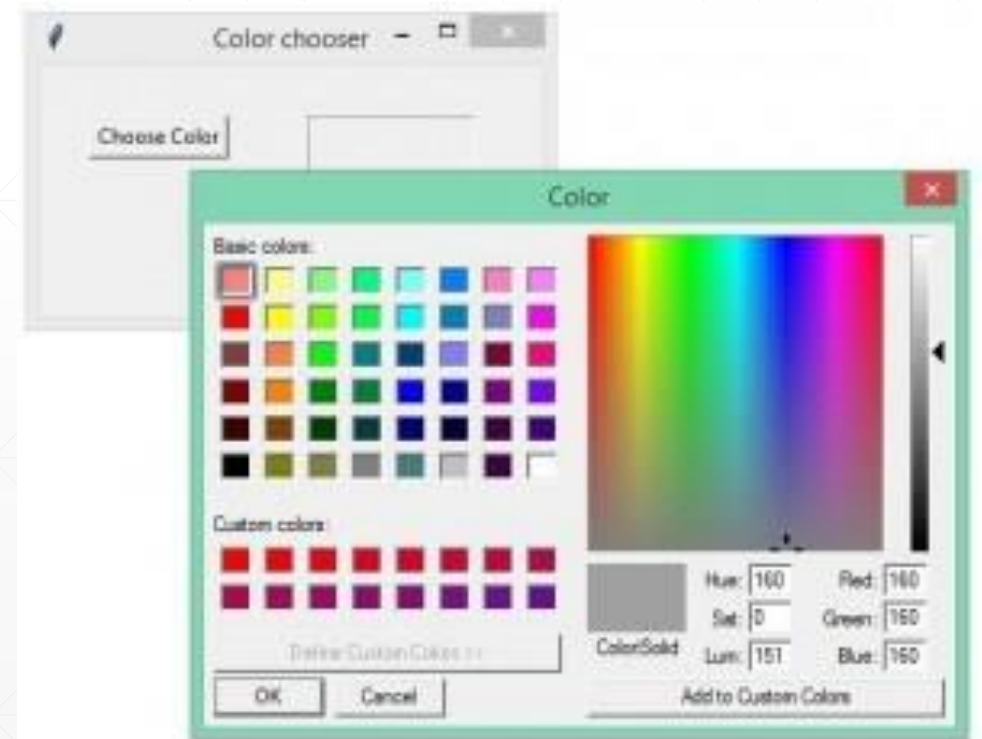 Color chooser
Choose Color
Color
Basic colors:
Custom colors:
Define Custom Colors >>
OK
Cancel
Color|Solid
Hue: 160
Sat: 0
Lum: 151
Red: 160
Green: 160
Blue: 160
Add to Custom Colors